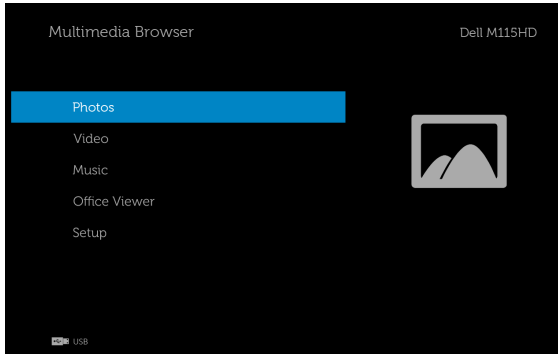 Multimedia Browser
Dell M115HD
Photos
Video
Music
Office Viewer
Setup
USB